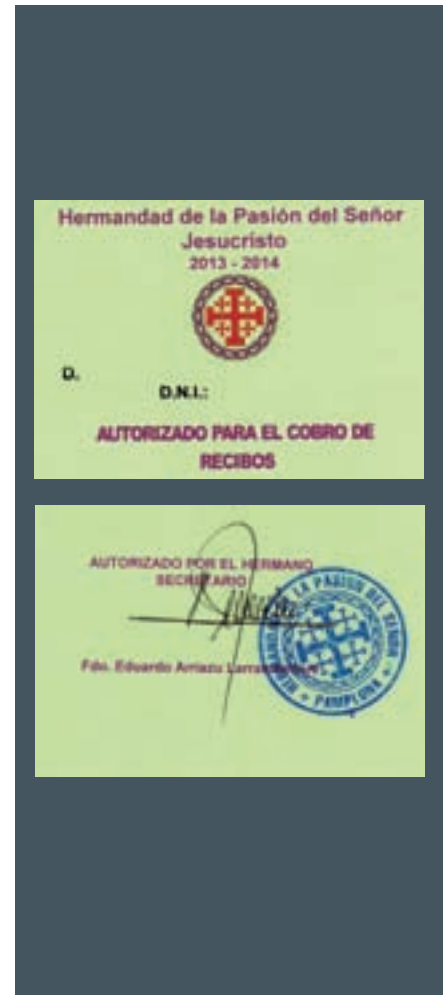 Hermandad de la Pasión del Señor
Jesucristo
2013 - 2014
D.
D.N.I.:
AUTORIZADO PARA EL COBRO DE
RECIBOS
AUTORIZADO POR EL HERMANO
SECRETARIO
Fdo. Eduardo Arriazu
LA PASION DEL SEÑOR
PAMPLONA